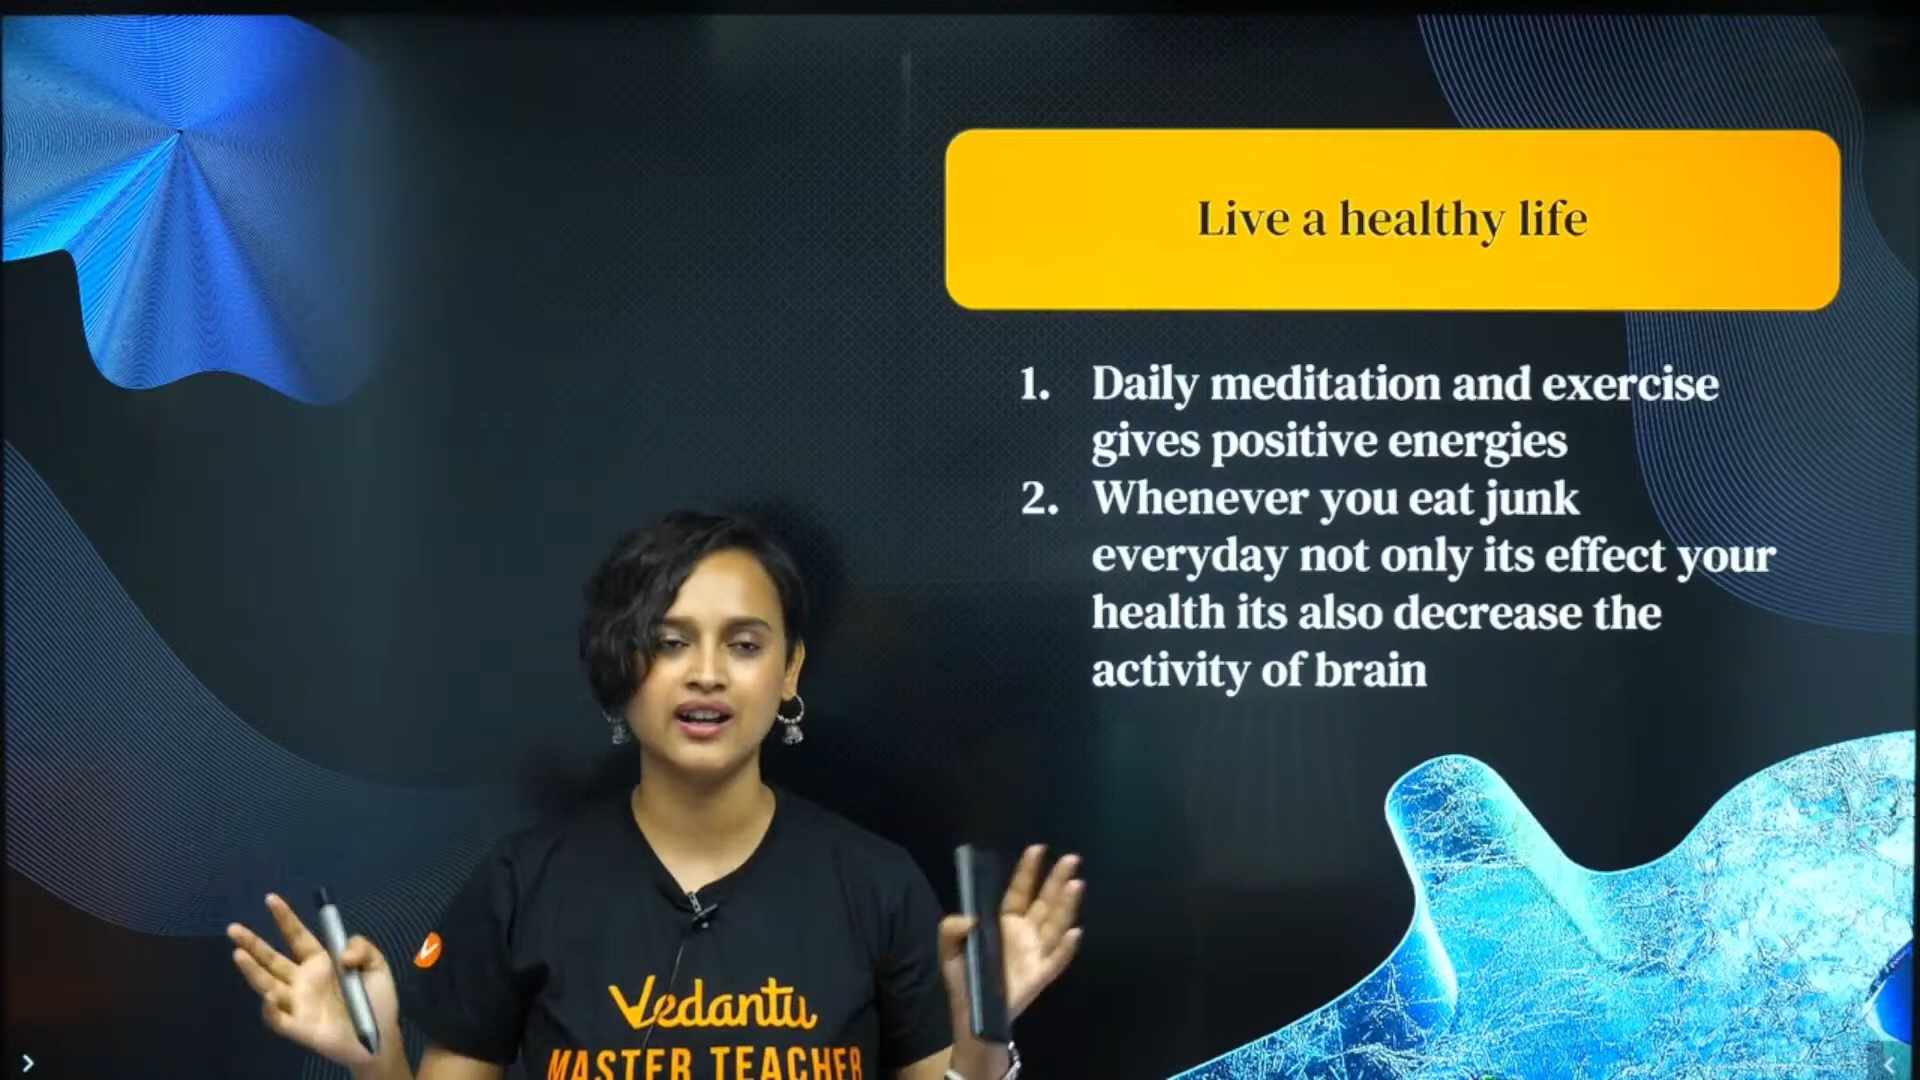 Live a healthy life
1. Daily meditation and exercise
gives positive energies
2. Whenever you eat junk
everyday not only its effect your
health its also decrease the
activity of brain
Vedantu
MASTER TEACHER